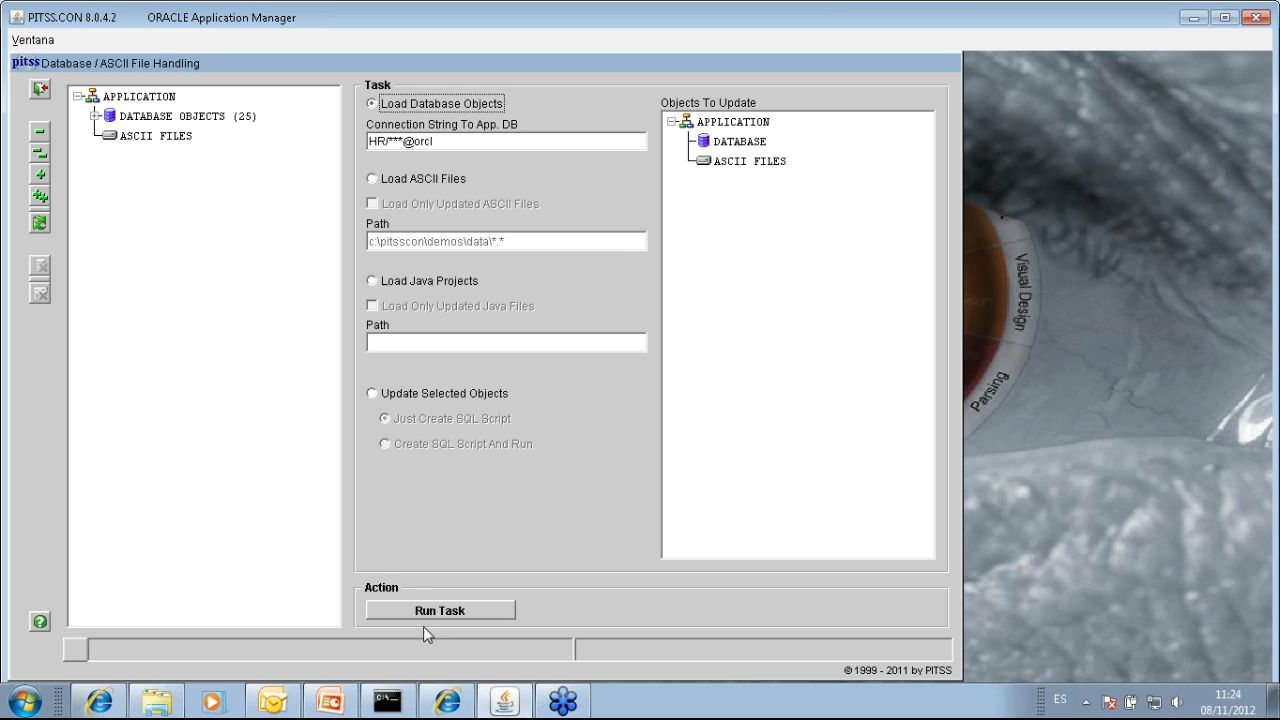 PITSS.CON 8.0.4.2 ORACLE Application Manager
Ventana
pitss Database / ASCII File Handling
APPLICATION
DATABASE OBJECTS (25)
ASCII FILES
Task
Load Database Objects
Connection String To App. DB
HR/***@orcl
Load ASCII Files
Load Only Updated ASCII Files
Path
c:\pitsscon\demos\data\*.*
Load Java Projects
Load Only Updated Java Files
Path
Update Selected Objects
Just Create SQL Script
Create SQL Script And Run
Objects To Update
APPLICATION
DATABASE
ASCII FILES
Action
Run Task
© 1999 - 2011 by PITSS
Visual Design
Parsing
C:\
ES
11:24
08/11/2012